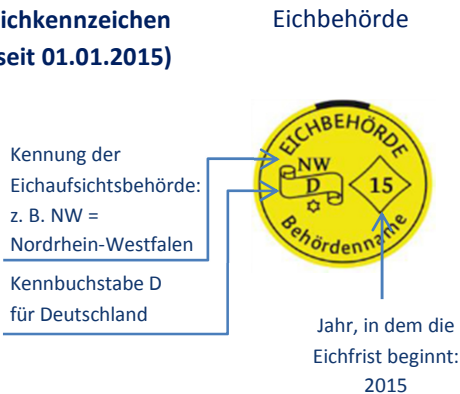 ichkennzeichen
seit 01.01.2015)
Eichbehörde
EICHBEHÖRDE
NW
D
15
Behördenname
Kennung der
Eichaufsichtsbehörde:
z. B. NW =
Nordrhein-Westfalen
Kennbuchstabe D
für Deutschland
Jahr, in dem die
Eichfrist beginnt:
2015